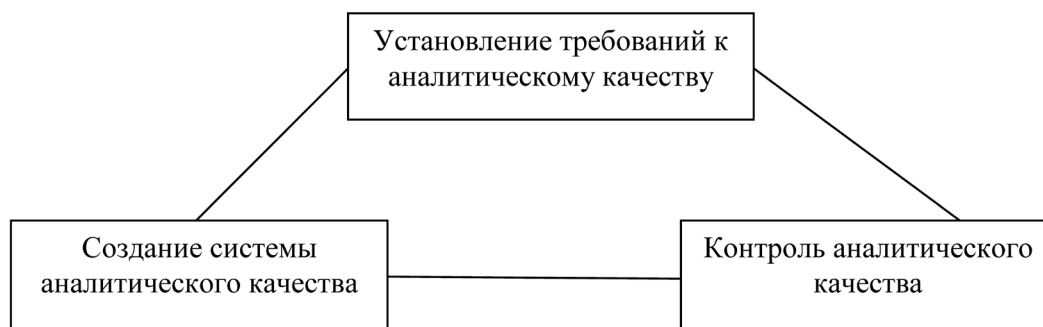 Установление требований к
аналитическому качеству
Создание системы
аналитического качества
Контроль аналитического
качества